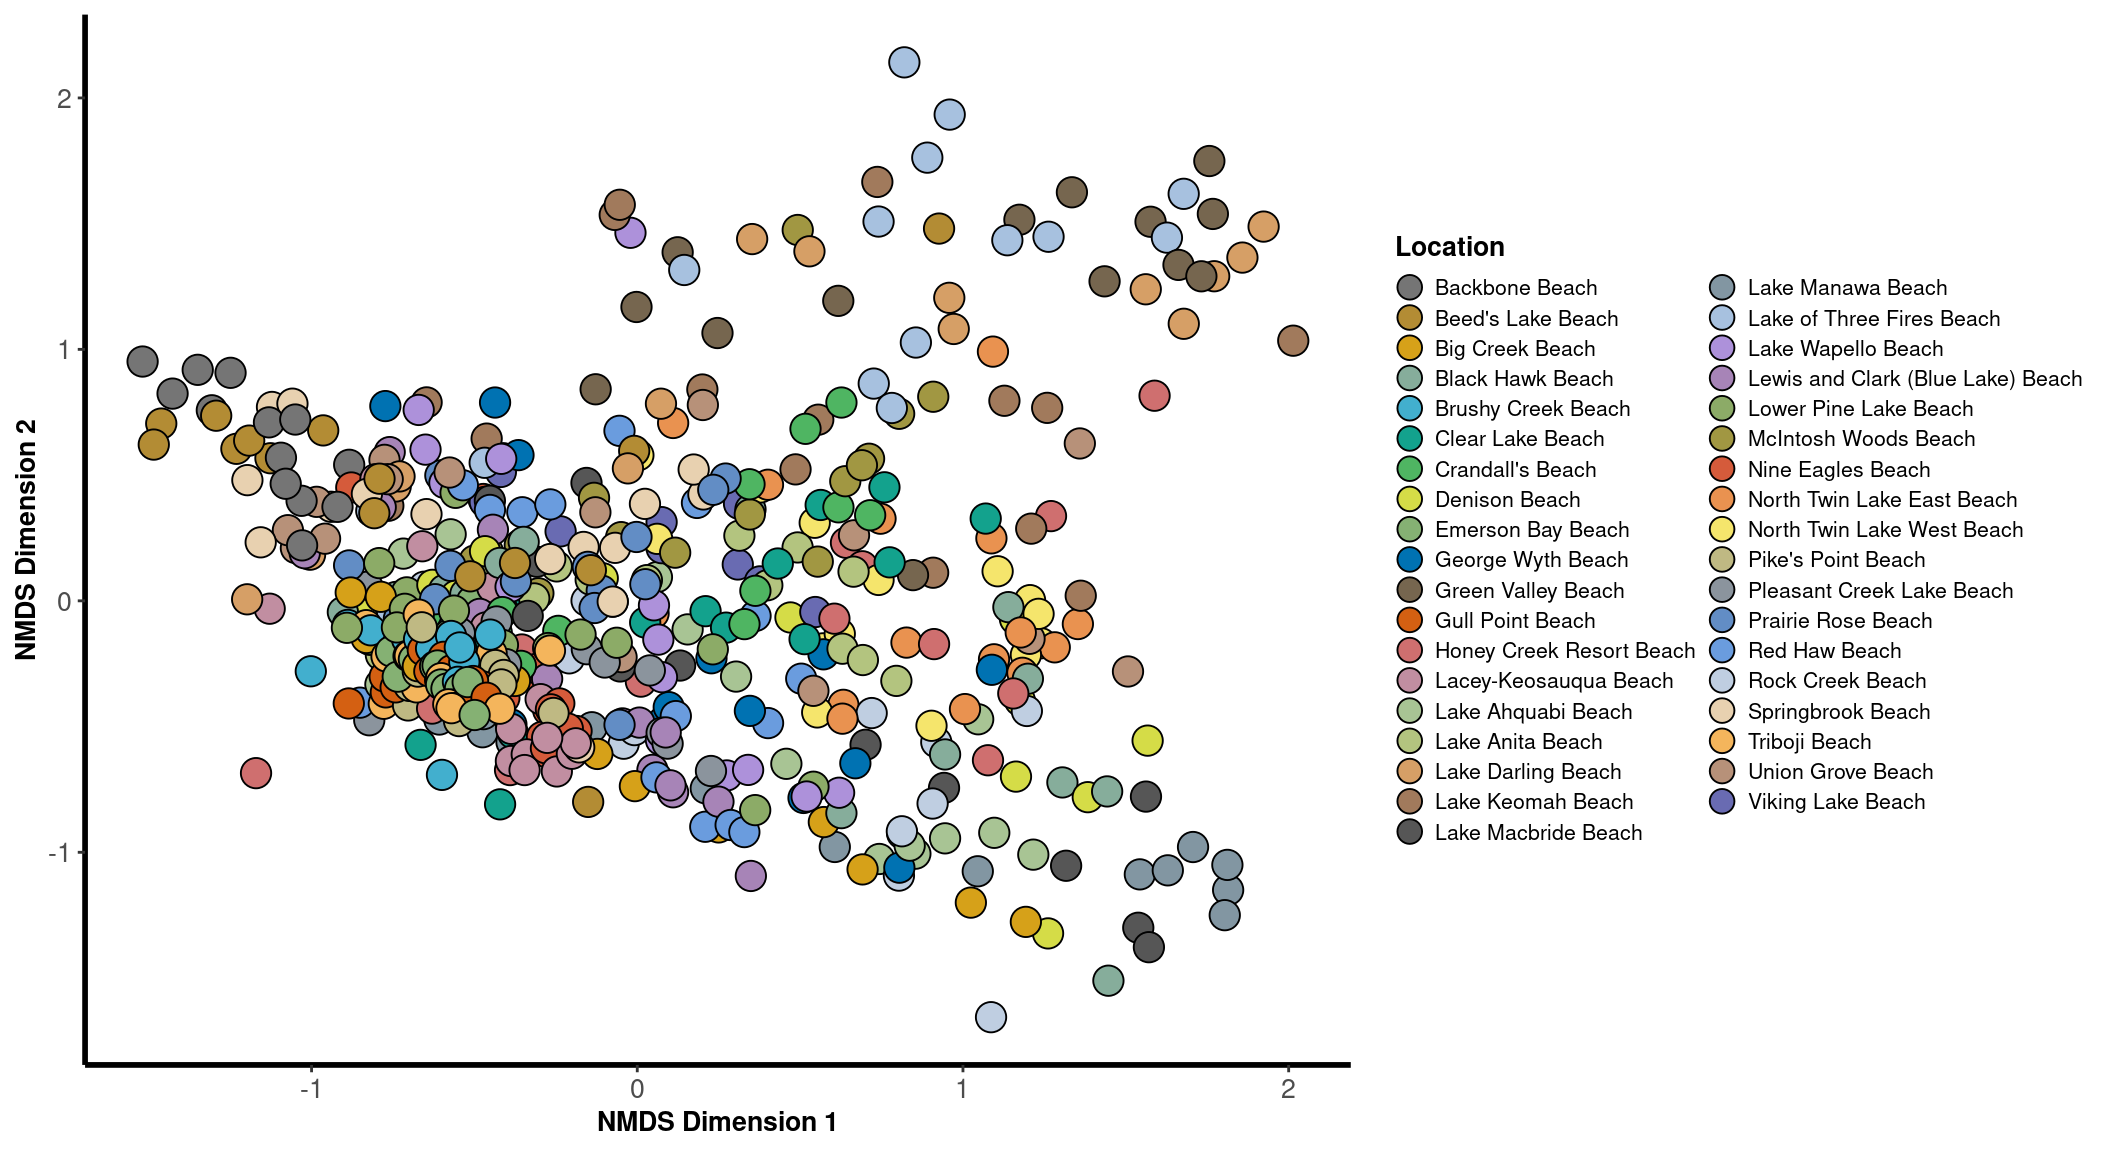 2
1
0
-1
NMDS Dimension 2
-1
0
1
2
NMDS Dimension 1
Location
Backbone Beach
Beed's Lake Beach
Big Creek Beach
Black Hawk Beach
Brushy Creek Beach
Clear Lake Beach
Crandall's Beach
Denison Beach
Emerson Bay Beach
George Wyth Beach
Green Valley Beach
Gull Point Beach
Honey Creek Resort Beach
Lacey-Keosauqua Beach
Lake Ahquabi Beach
Lake Anita Beach
Lake Darling Beach
Lake Keomah Beach
Lake Macbride Beach
Lake Manawa Beach
Lake of Three Fires Beach
Lake Wapello Beach
Lewis and Clark (Blue Lake) Beach
Lower Pine Lake Beach
McIntosh Woods Beach
Nine Eagles Beach
North Twin Lake East Beach
North Twin Lake West Beach
Pike's Point Beach
Pleasant Creek Lake Beach
Prairie Rose Beach
Red Haw Beach
Rock Creek Beach
Springbrook Beach
Triboji Beach
Union Grove Beach
Viking Lake Beach